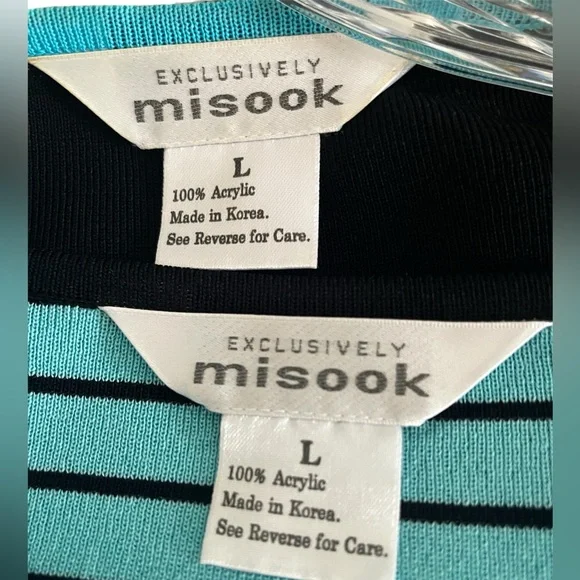 EXCLUSIVELY
misook
L
100% Acrylic
Made in Korea.
See Reverse for Care.
EXCLUSIVELY
misook
L
100% Acrylic
Made in Korea.
See Reverse for Care.